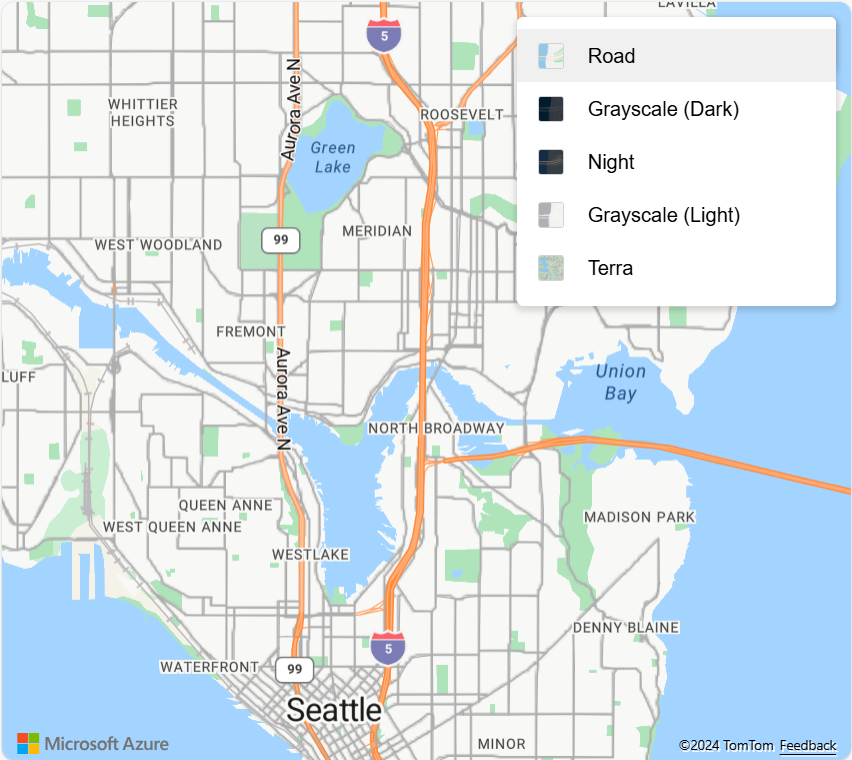 LAVILLA
5
Road
Aurora Ave N
WHITTIER
HEIGHTS
ROOSEVELT
Grayscale (Dark)
Green
Lake
Night
MERIDIAN
Grayscale (Light)
99
WEST WOODLAND
Terra
FREMONT
LUFF
Aurora Ave N
Union
Bay
NORTH BROADWAY
QUEEN ANNE
WEST QUEEN ANNE
MADISON PARK
WESTLAKE
DENNY BLAINE
5
WATERFRONT
99
Seattle
MINOR
Microsoft Azure
©2024 TomTom Feedback